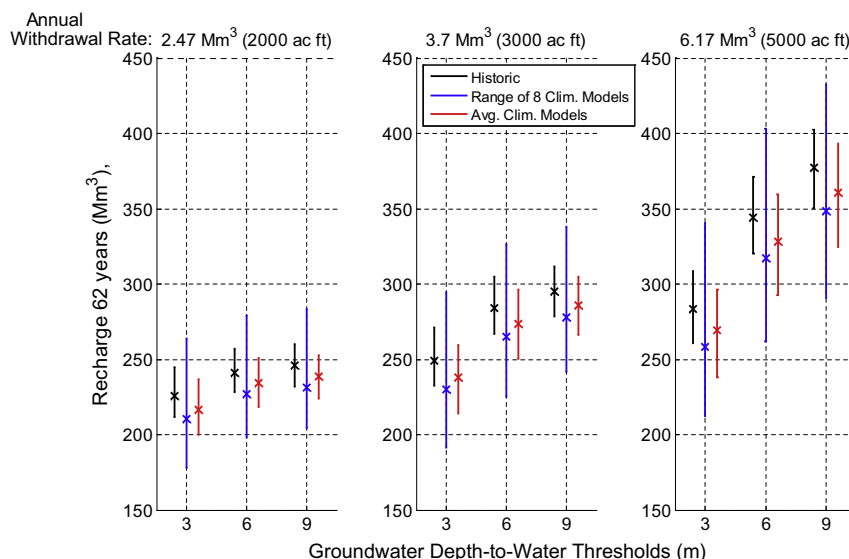 Annual
Withdrawal Rate: 2.47 Mm³ (2000 ac ft) 3.7 Mm³ (3000 ac ft) 6.17 Mm³ (5000 ac ft)
450 450 450
Historic
Range of 8 Clim. Models
Avg. Clim. Models
400 400 400
350 350 350
300 300 300
250 250 250
200 200 200
150 150 150
3 6 9 3 6 9 3 6 9
Recharge 62 years (Mm³),
Groundwater Depth-to-Water Thresholds (m)